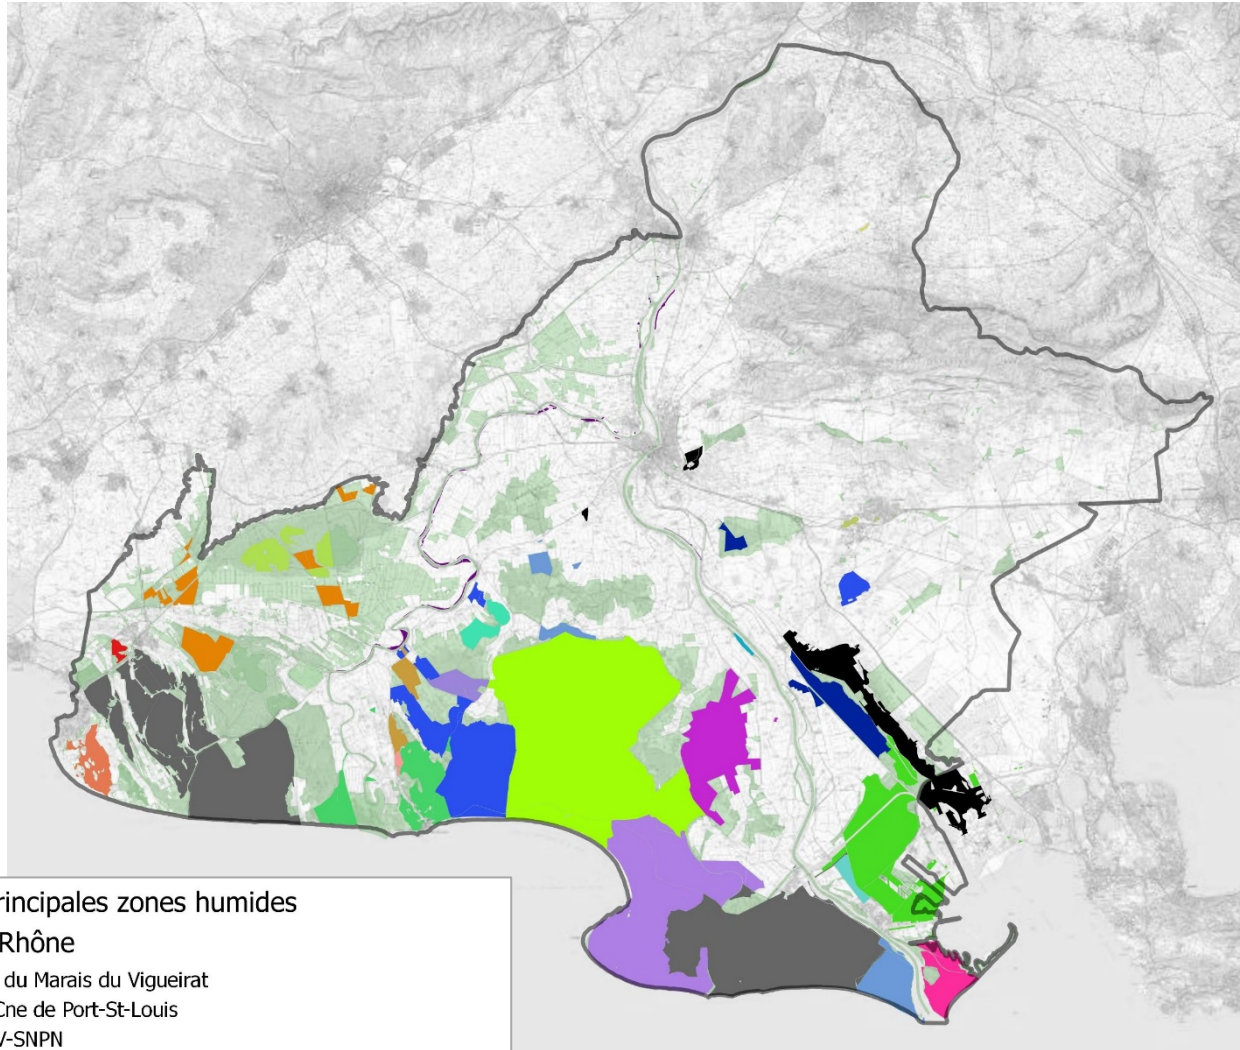 rincipales zones humides
Rhône
du Marais du Vigueirat
Cne de Port-St-Louis
V-SNPN